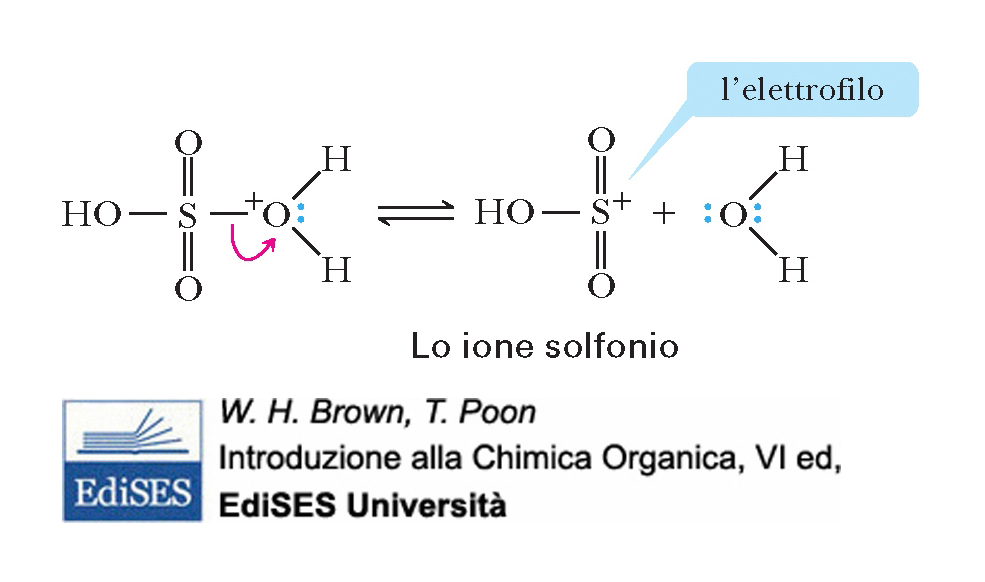 l'elettrofilo
O O
H H
HO — S — +O: ⇌ HO — S+ + :O:
H H
O O
Lo ione solfonio
W. H. Brown, T. Poon
Introduzione alla Chimica Organica, VI ed,
EdiSES
EdiSES Università